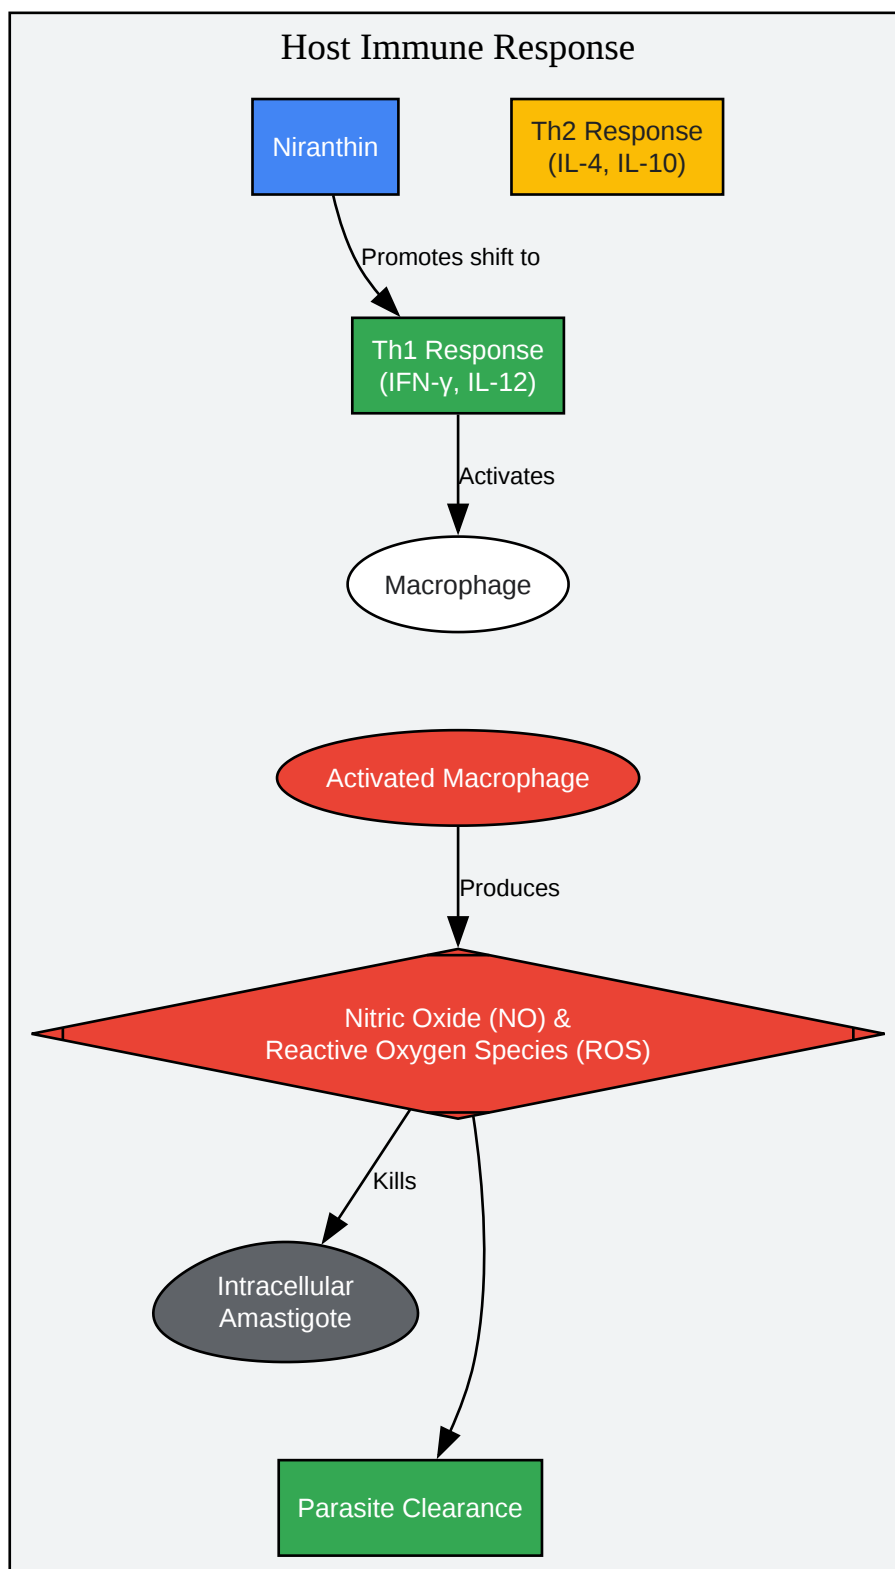 Host Immune Response
Niranthin
Th2 Response
(IL-4, IL-10)
Promotes shift to
Th1 Response
(IFN-γ, IL-12)
Activates
Macrophage
Activated Macrophage
Produces
Nitric Oxide (NO) &
Reactive Oxygen Species (ROS)
Kills
Intracellular
Amastigote
Parasite Clearance